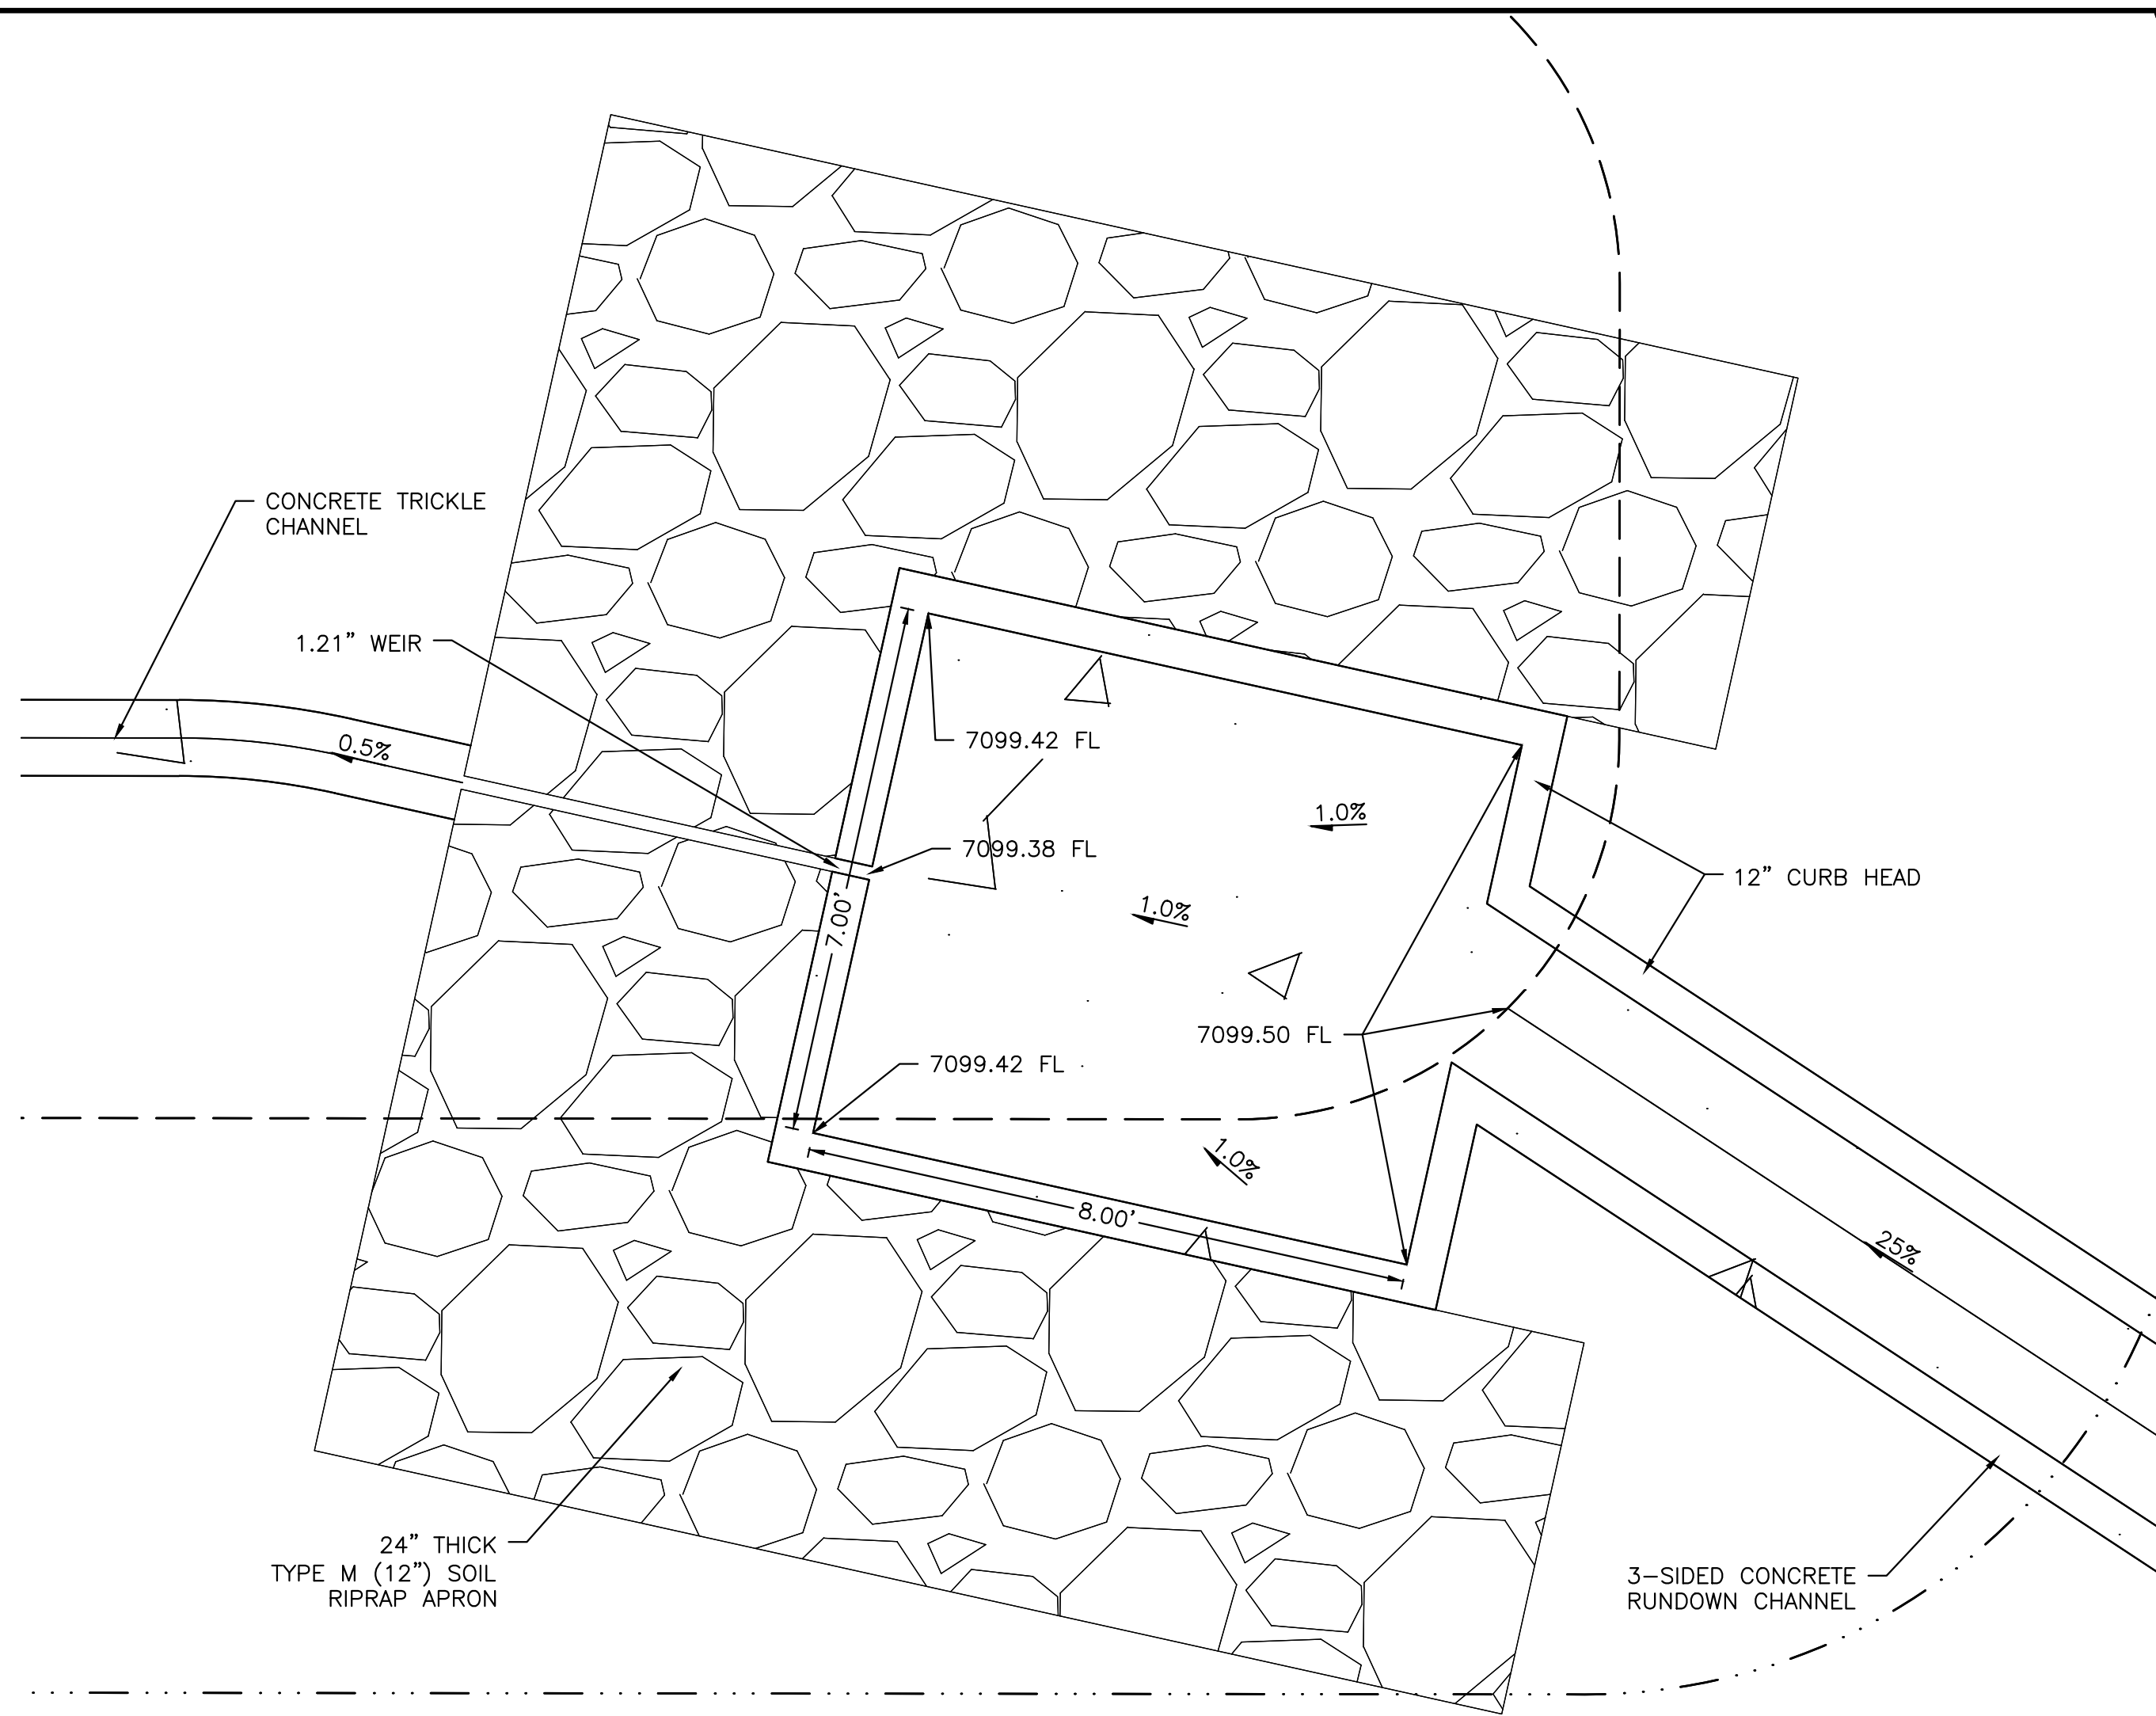 CONCRETE TRICKLE
CHANNEL
1.21” WEIR
0.5%
7099.42 FL
7099.38 FL
1.0%
12” CURB HEAD
1.0%
7.00'
7099.50 FL
7099.42 FL
1.0%
8.00'
25%
24” THICK
TYPE M (12”) SOIL
RIPRAP APRON
3-SIDED CONCRETE
RUNDOWN CHANNEL